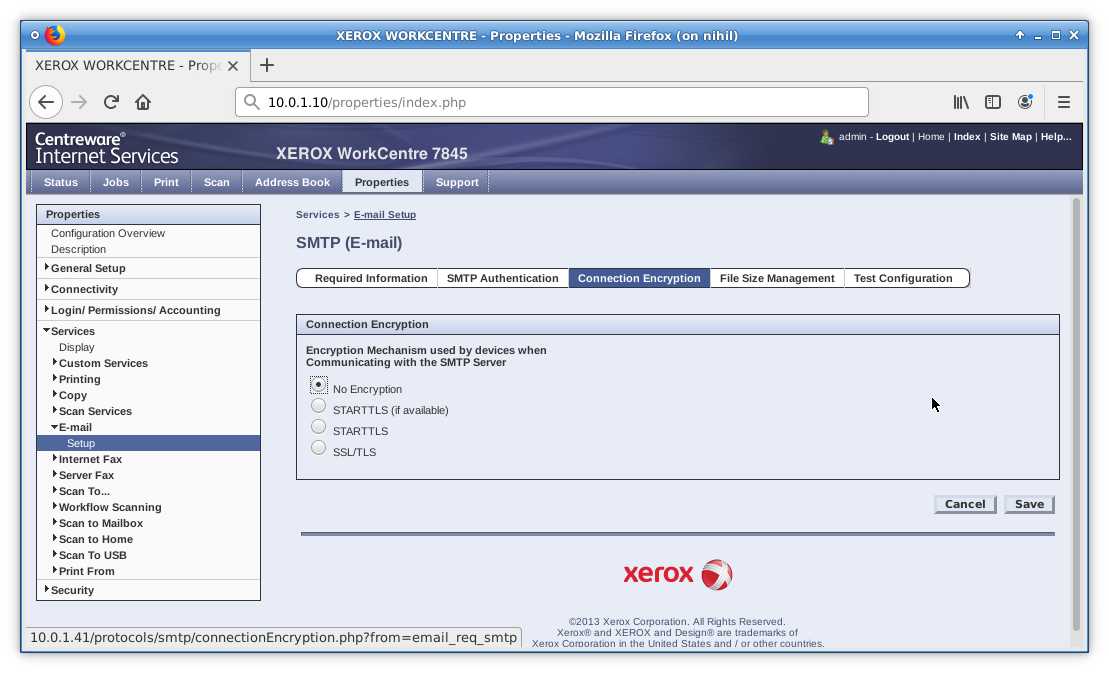 XEROX WORKCENTRE - Properties - Mozilla Firefox (on nihil)
XEROX WORKCENTRE - Prope
10.0.1.10/properties/index.php
Centreware®
Internet Services
XEROX WorkCentre 7845
admin - Logout | Home | Index | Site Map | Help...
Status Jobs Print Scan Address Book Properties Support
Properties
Configuration Overview
Description
General Setup
Connectivity
Login/ Permissions/ Accounting
Services
Display
Custom Services
Printing
Copy
Scan Services
E-mail
Setup
Internet Fax
Server Fax
Scan To...
Workflow Scanning
Scan to Mailbox
Scan to Home
Scan To USB
Print From
Security
Services > E-mail Setup
SMTP (E-mail)
Required Information SMTP Authentication Connection Encryption File Size Management Test Configuration
Connection Encryption
Encryption Mechanism used by devices when
Communicating with the SMTP Server
No Encryption
STARTTLS (if available)
STARTTLS
SSL/TLS
Cancel Save
xerox
©2013 Xerox Corporation. All Rights Reserved.
Xerox® and XEROX and Design® are trademarks of
Xerox Corporation in the United States and / or other countries.
10.0.1.41/protocols/smtp/connectionEncryption.php?from=email_req_smtp